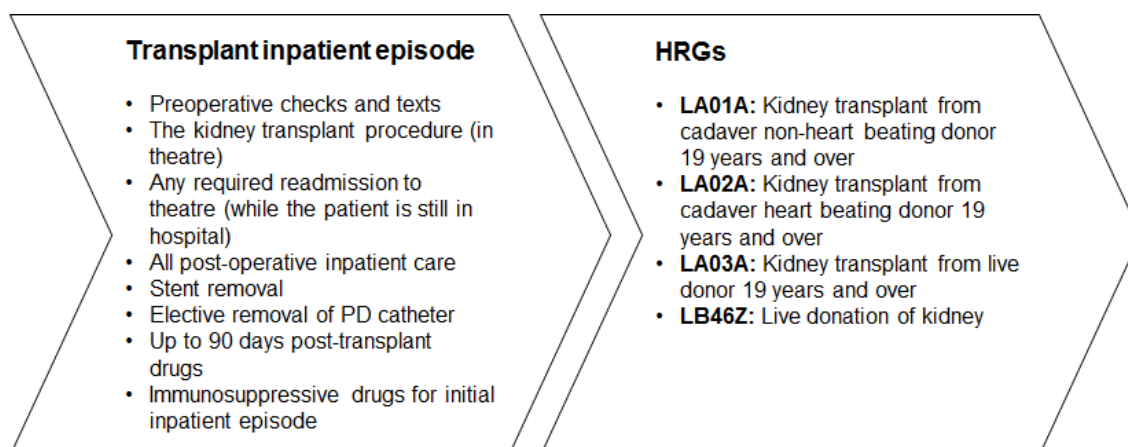 Transplant inpatient episode
• Preoperative checks and texts
• The kidney transplant procedure (in
theatre)
• Any required readmission to
theatre (while the patient is still in
hospital)
• All post-operative inpatient care
• Stent removal
• Elective removal of PD catheter
• Up to 90 days post-transplant
drugs
• Immunosuppressive drugs for initial
inpatient episode
HRGs
• LA01A: Kidney transplant from
cadaver non-heart beating donor
19 years and over
• LA02A: Kidney transplant from
cadaver heart beating donor 19
years and over
• LA03A: Kidney transplant from live
donor 19 years and over
• LB46Z: Live donation of kidney